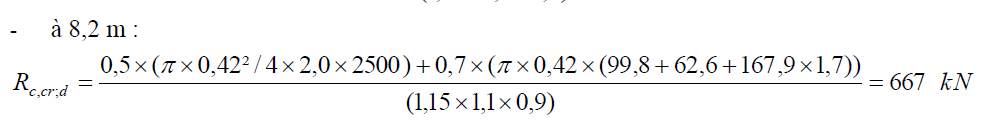 - à 8,2 m :
R_{c,cr;d} = \frac{0,5×(π×0,42²/4×2,0×2500)+0,7×(π×0,42×(99,8+62,6+167,9×1,7))}{(1,15×1,1×0,9)} = 667 kN